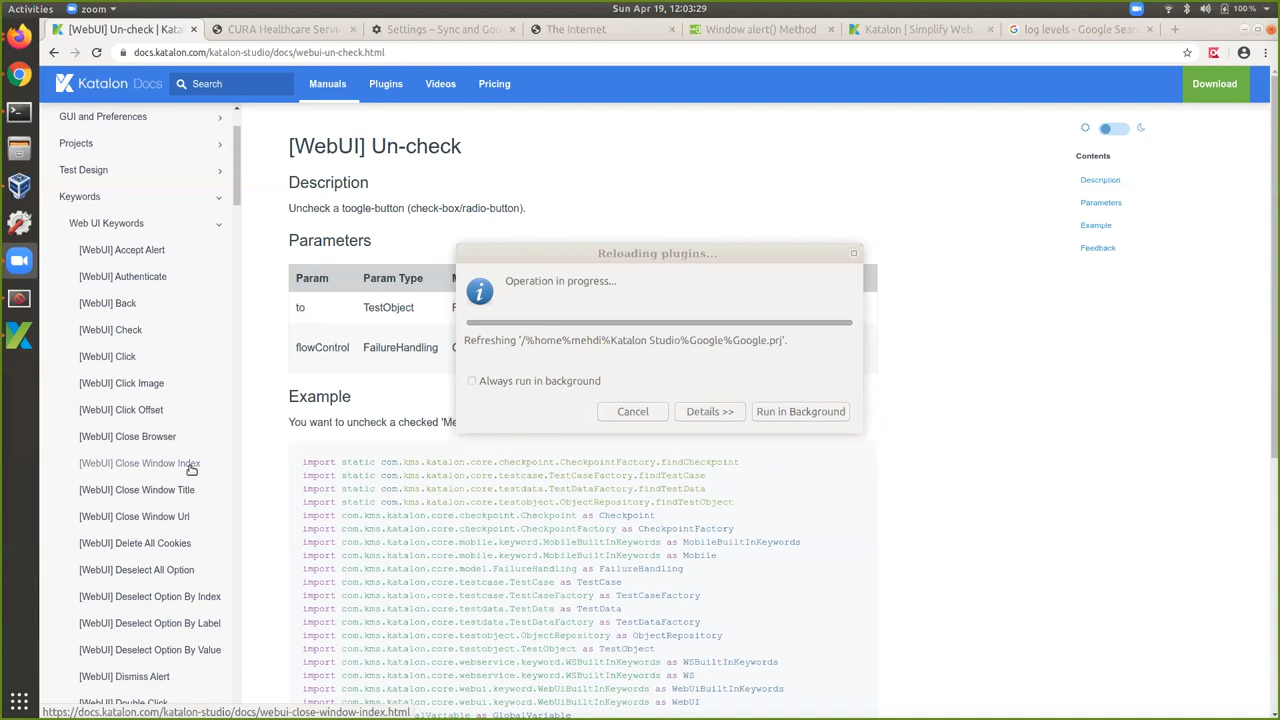 Activities
zoom
Sun Apr 19, 12:03:29
100 %
[WebUI] Un-check | Kata
CURA Healthcare Servi
Settings – Sync and Goo
The Internet
Window alert() Method
Katalon | Simplify Web,
log levels - Google Sear
docs.katalon.com/katalon-studio/docs/webui-un-check.html
Katalon Docs
Search
Manuals
Plugins
Videos
Pricing
Download
GUI and Preferences
Projects
Test Design
Keywords
Web UI Keywords
[WebUI] Accept Alert
[WebUI] Authenticate
[WebUI] Back
[WebUI] Check
[WebUI] Click
[WebUI] Click Image
[WebUI] Click Offset
[WebUI] Close Browser
[WebUI] Close Window Index
[WebUI] Close Window Title
[WebUI] Close Window Url
[WebUI] Delete All Cookies
[WebUI] Deselect All Option
[WebUI] Deselect Option By Index
[WebUI] Deselect Option By Label
[WebUI] Deselect Option By Value
[WebUI] Dismiss Alert
[WebUI] Double Click
https://docs.katalon.com/katalon-studio/docs/webui-close-window-index.html
[WebUI] Un-check
Description
Uncheck a toogle-button (check-box/radio-button).
Parameters
Param
Param Type
to
TestObject
flowControl
FailureHandling
Example
You want to uncheck a checked 'Me
import static com.kms.katalon.core.checkpoint.CheckpointFactory.findCheckpoint
import static com.kms.katalon.core.testcase.TestCaseFactory.findTestCase
import static com.kms.katalon.core.testdata.TestDataFactory.findTestData
import static com.kms.katalon.core.testobject.ObjectRepository.findTestObject
import com.kms.katalon.core.checkpoint.Checkpoint as Checkpoint
import com.kms.katalon.core.checkpoint.CheckpointFactory as CheckpointFactory
import com.kms.katalon.core.mobile.keyword.MobileBuiltInKeywords as MobileBuiltInKeywords
import com.kms.katalon.core.mobile.keyword.MobileBuiltInKeywords as Mobile
import com.kms.katalon.core.model.FailureHandling as FailureHandling
import com.kms.katalon.core.testcase.TestCase as TestCase
import com.kms.katalon.core.testcase.TestCaseFactory as TestCaseFactory
import com.kms.katalon.core.testdata.TestData as TestData
import com.kms.katalon.core.testdata.TestDataFactory as TestDataFactory
import com.kms.katalon.core.testobject.ObjectRepository as ObjectRepository
import com.kms.katalon.core.testobject.TestObject as TestObject
import com.kms.katalon.core.webservice.keyword.WSBuiltInKeywords as WSBuiltInKeywords
import com.kms.katalon.core.webservice.keyword.WSBuiltInKeywords as WS
import com.kms.katalon.core.webui.keyword.WebUiBuiltInKeywords as WebUiBuiltInKeywords
import com.kms.katalon.core.webui.keyword.WebUiBuiltInKeywords as WebUI
alVariable as GlobalVariable
Reloading plugins...
Operation in progress...
Refreshing '/%home%mehdi%Katalon Studio%Google%Google.prj'.
Always run in background
Cancel
Details >>
Run in Background
Contents
Description
Parameters
Example
Feedback